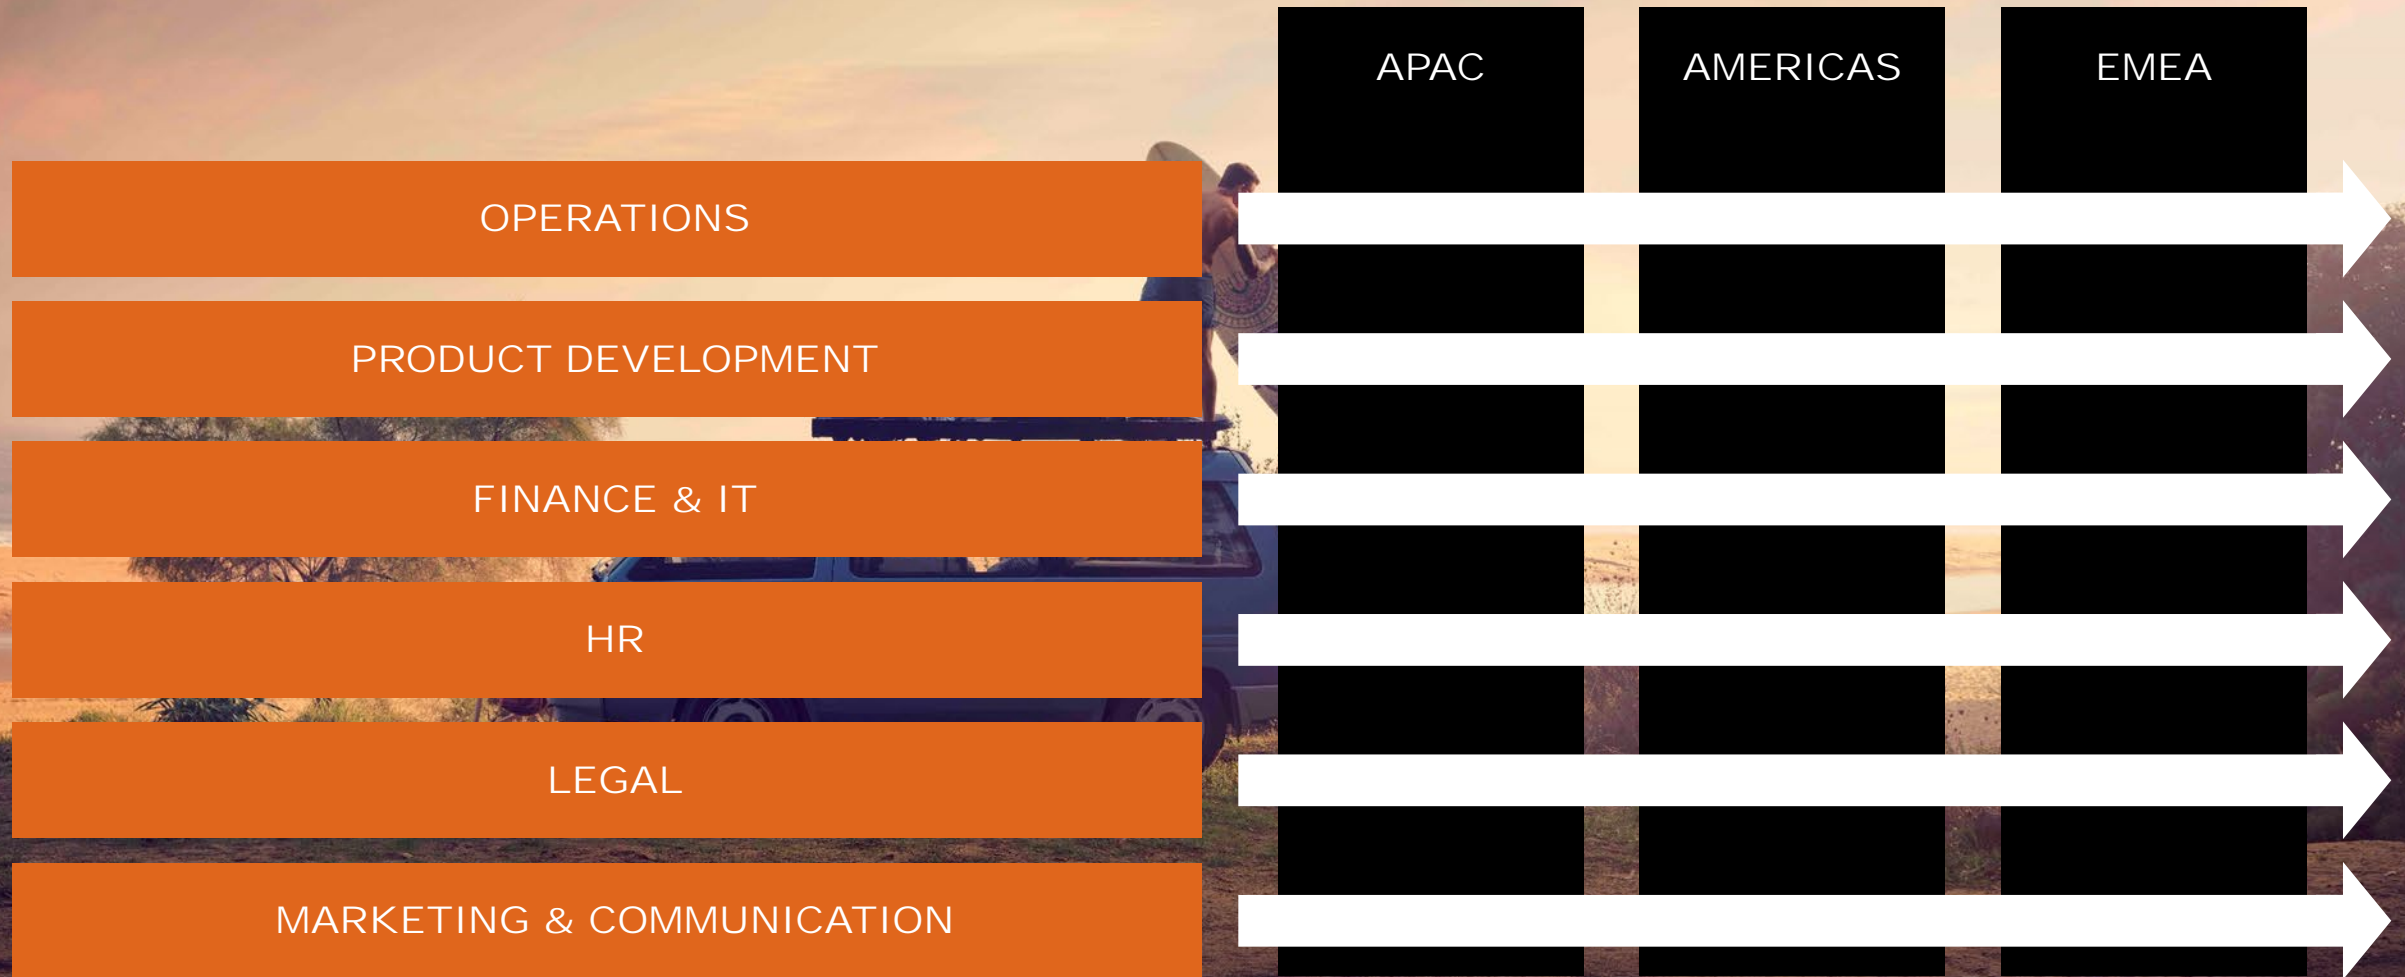 APAC
AMERICAS
EMEA
OPERATIONS
PRODUCT DEVELOPMENT
FINANCE & IT
HR
LEGAL
MARKETING & COMMUNICATION